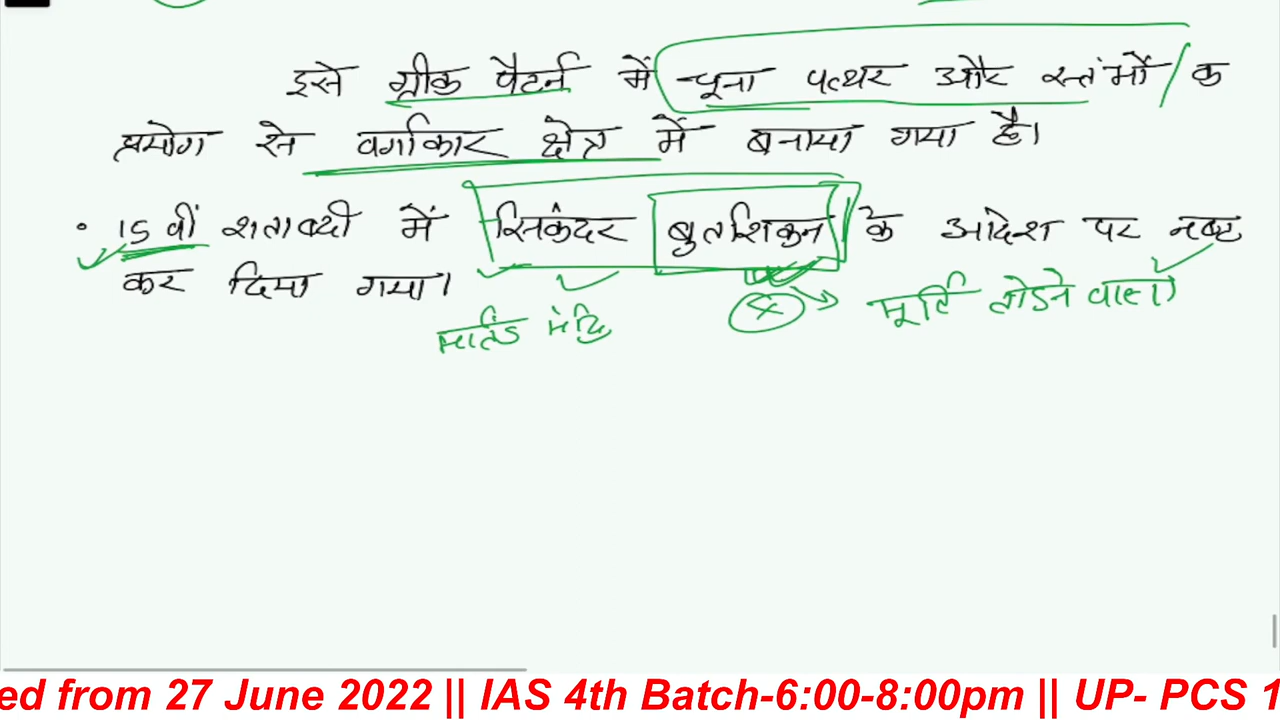 इसे ग्रीक पैटर्न में चूना पत्थर और स्तंभों क
प्रयोग से वर्गाकार क्षेत्र में बनाया गया है।
• 15 वीं शताब्दी में सिकंदर बुतशिकन के आदेश पर नष्ट
कर दिया गया।
मूर्ति तोडने वाला
मार्तंड मंदि
ed from 27 June 2022 || IAS 4th Batch-6:00-8:00pm || UP- PCS 1